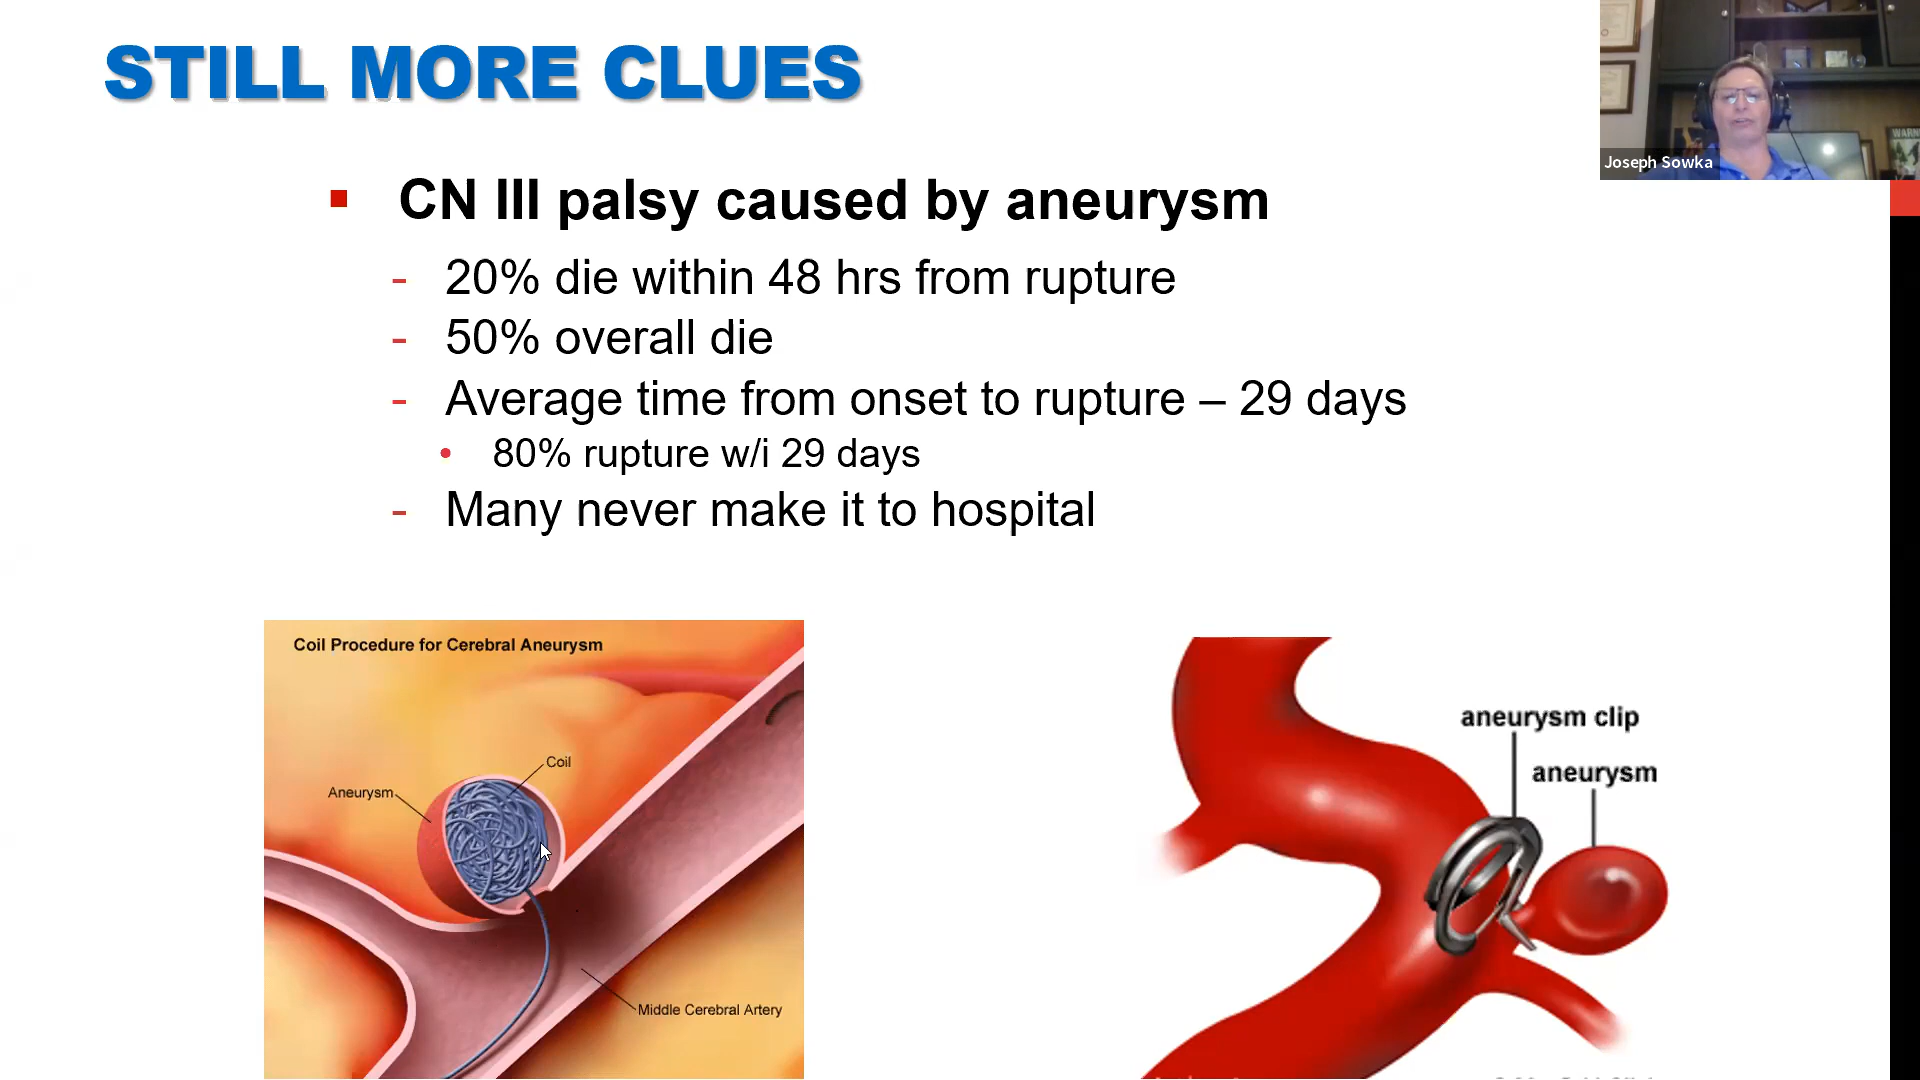 STILL MORE CLUES
Joseph Sowka
WARN
CN III palsy caused by aneurysm
- 20% die within 48 hrs from rupture
- 50% overall die
- Average time from onset to rupture – 29 days
• 80% rupture w/i 29 days
- Many never make it to hospital
Coil Procedure for Cerebral Aneurysm
Coil
Aneurysm
Middle Cerebral Artery
aneurysm clip
aneurysm